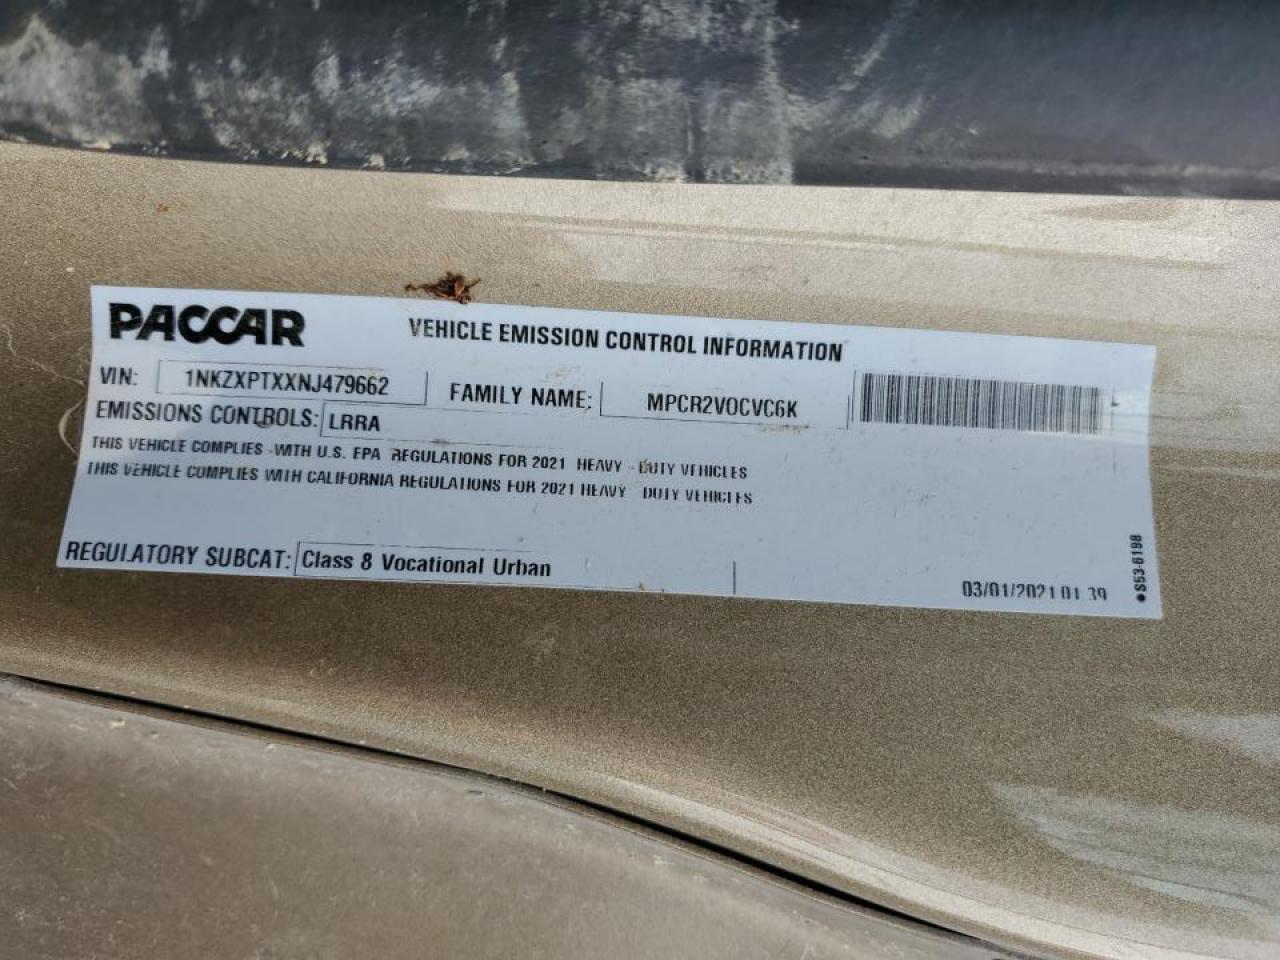 PACCAR
VEHICLE EMISSION CONTROL INFORMATION
VIN: 1NKZXPTXXNJ479662 FAMILY NAME: MPCR2VOCVC6K
EMISSIONS CONTROLS: LRRA
THIS VEHICLE COMPLIES -WITH U.S. EPA REGULATIONS FOR 2021 HEAVY - DUTY VEHICLES
THIS VEHICLE COMPLIES WITH CALIFORNIA REGULATIONS FOR 2021 HEAVY DUTY VEHICLES
REGULATORY SUBCAT: Class 8 Vocational Urban
03/01/2021 01 39
●S53-6198